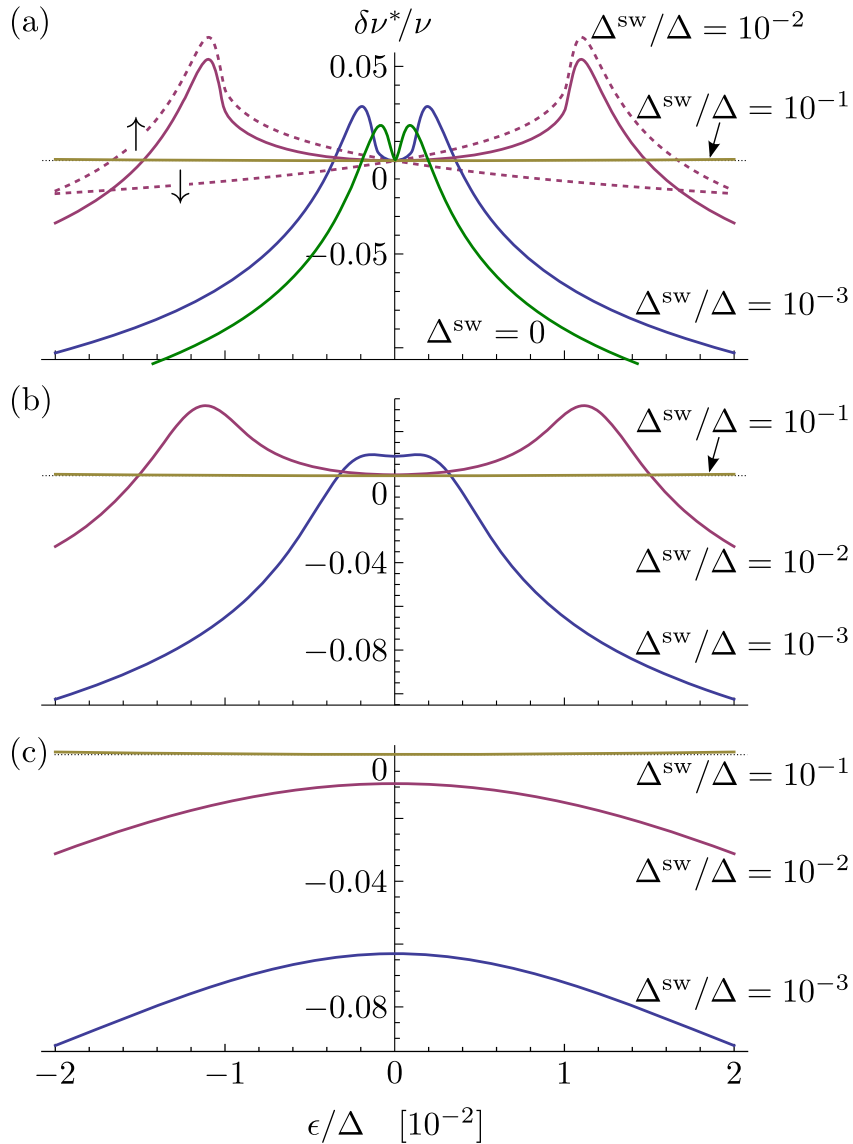 (a)
δν*/ν
Δ^sw/Δ = 10⁻²
0.05
Δ^sw/Δ = 10⁻¹
↑
0
↓
−0.05
Δ^sw/Δ = 10⁻³
Δ^sw = 0
(b)
Δ^sw/Δ = 10⁻¹
0
−0.04
Δ^sw/Δ = 10⁻²
−0.08
Δ^sw/Δ = 10⁻³
(c)
0
Δ^sw/Δ = 10⁻¹
−0.04
Δ^sw/Δ = 10⁻²
−0.08
Δ^sw/Δ = 10⁻³
−2 −1 0 1 2
ϵ/Δ [10⁻²]